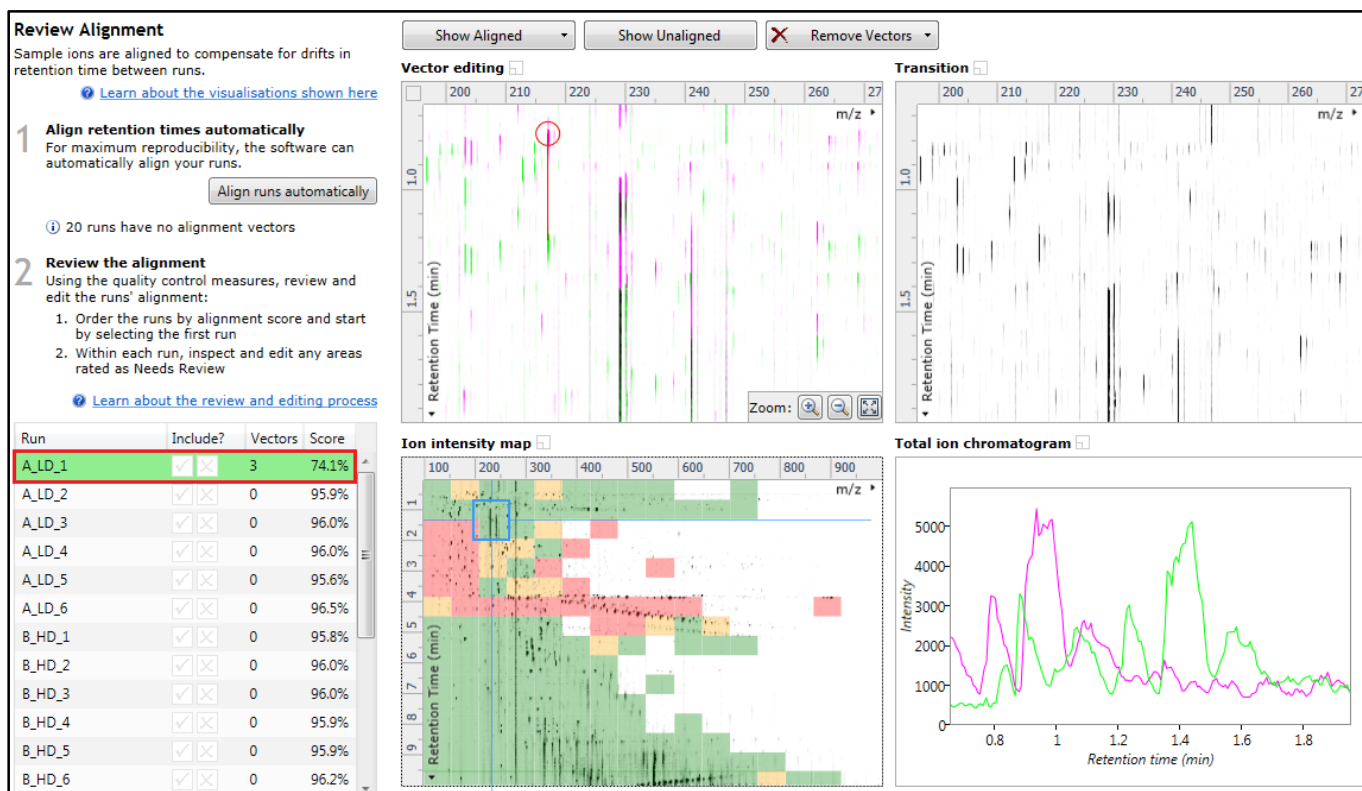 Review Alignment
Sample ions are aligned to compensate for drifts in
retention time between runs.
Learn about the visualisations shown here
1 Align retention times automatically
For maximum reproducibility, the software can
automatically align your runs.
Align runs automatically
20 runs have no alignment vectors
2 Review the alignment
Using the quality control measures, review and
edit the runs' alignment:
1. Order the runs by alignment score and start
by selecting the first run
2. Within each run, inspect and edit any areas
rated as Needs Review
Learn about the review and editing process
Run Include? Vectors Score
A_LD_1 3 74.1%
A_LD_2 0 95.9%
A_LD_3 0 96.0%
A_LD_4 0 96.0%
A_LD_5 0 95.6%
A_LD_6 0 96.5%
B_HD_1 0 95.8%
B_HD_2 0 96.0%
B_HD_3 0 96.0%
B_HD_4 0 95.9%
B_HD_5 0 95.9%
B_HD_6 0 96.2%
Show Aligned Show Unaligned Remove Vectors
Vector editing
200 210 220 230 240 250 260 27
m/z
1.0
1.5
Retention Time (min)
Zoom:
Transition
200 210 220 230 240 250 260 27
m/z
1.0
1.5
Retention Time (min)
Ion intensity map
100 200 300 400 500 600 700 800 900
m/z
1
2
3
4
5
6
7
8
9
Retention Time (min)
Total ion chromatogram
5000
4000
3000
2000
1000
0
Intensity
0.8 1 1.2 1.4 1.6 1.8
Retention time (min)